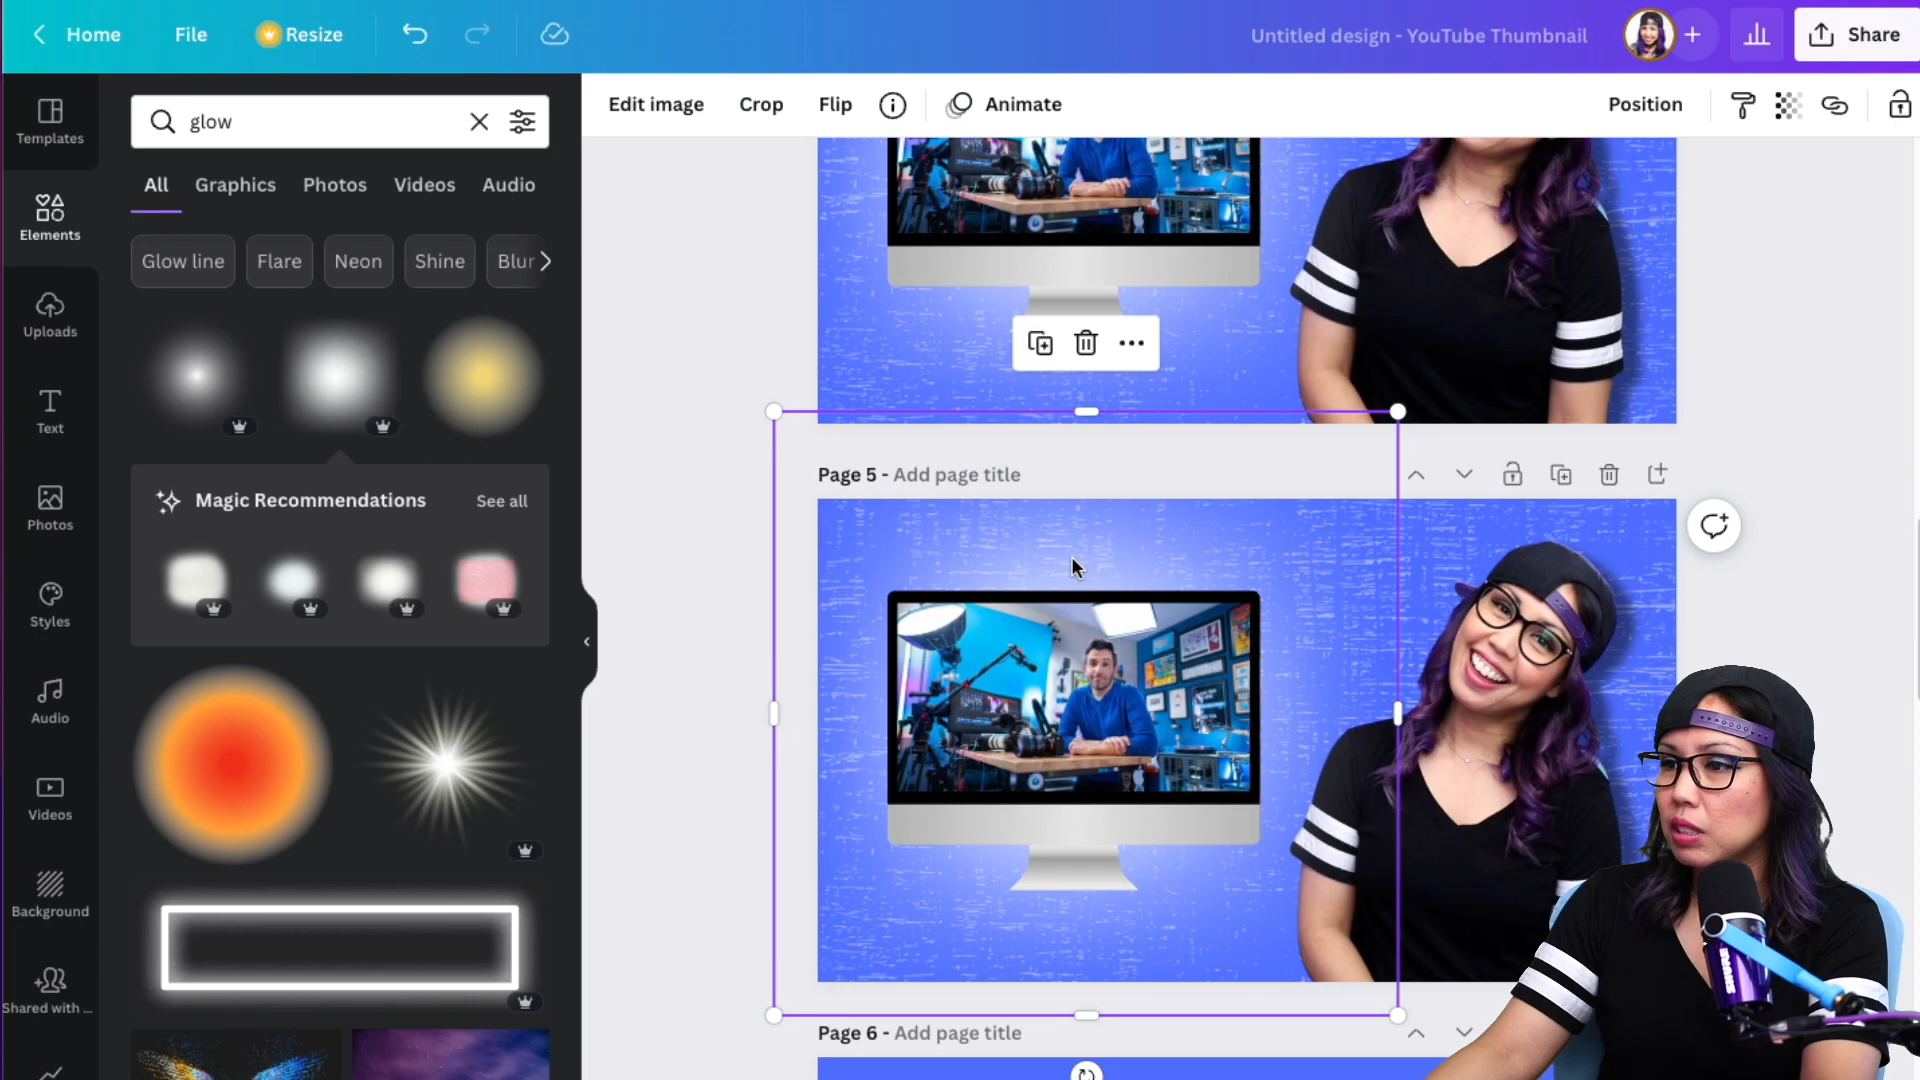 Home File Resize Untitled design - YouTube Thumbnail Share
Edit image Crop Flip Animate Position
glow
Templates
All Graphics Photos Videos Audio
Elements
Glow line Flare Neon Shine Blur
Uploads
Text
Page 5 - Add page title
Magic Recommendations See all
Photos
Styles
Audio
Videos
Background
Shared with ...
Page 6 - Add page title